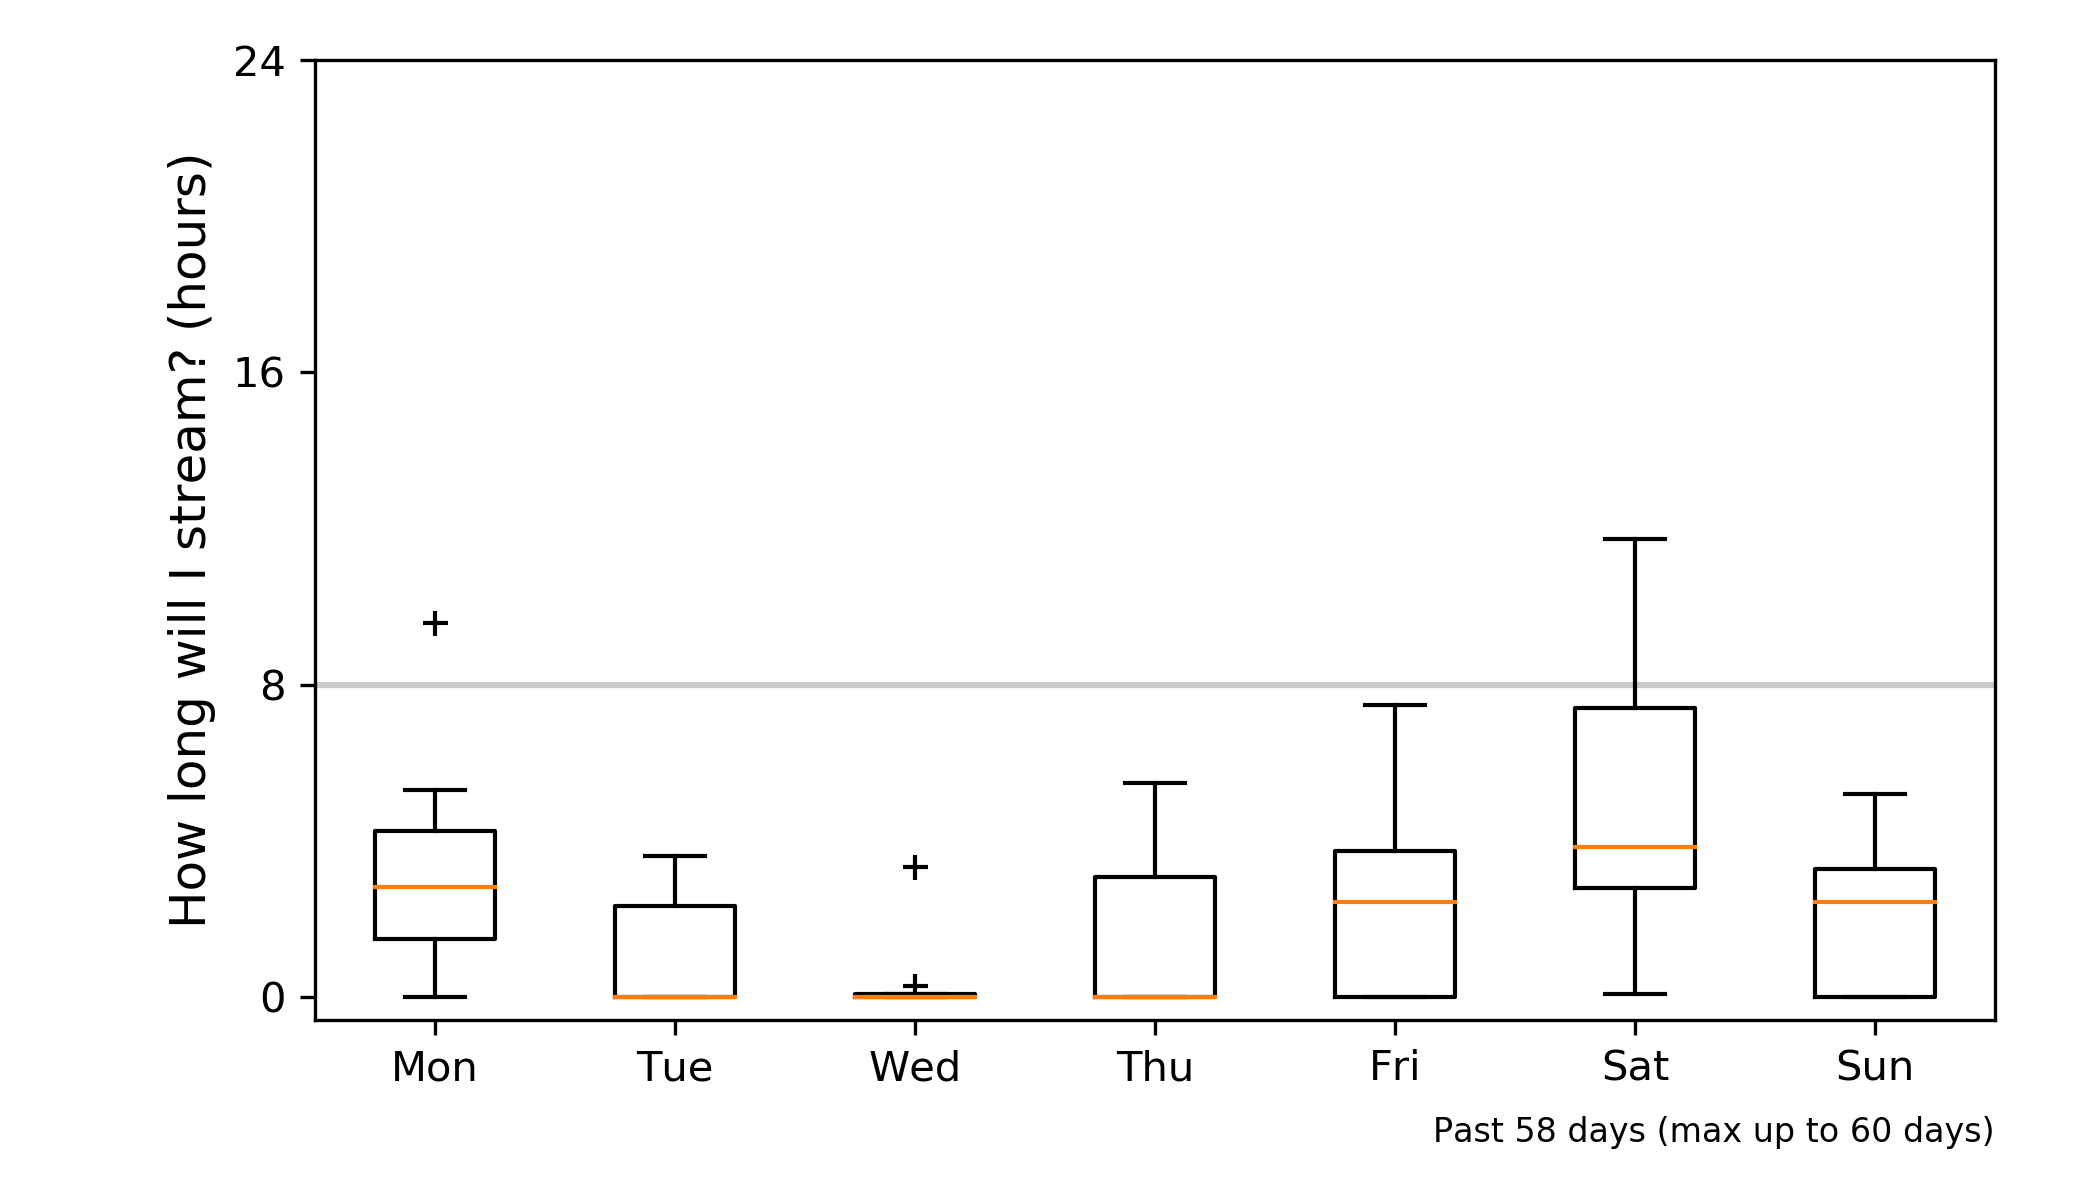 How long will I stream? (hours)
24
16
8
0
Mon Tue Wed Thu Fri Sat Sun
Past 58 days (max up to 60 days)